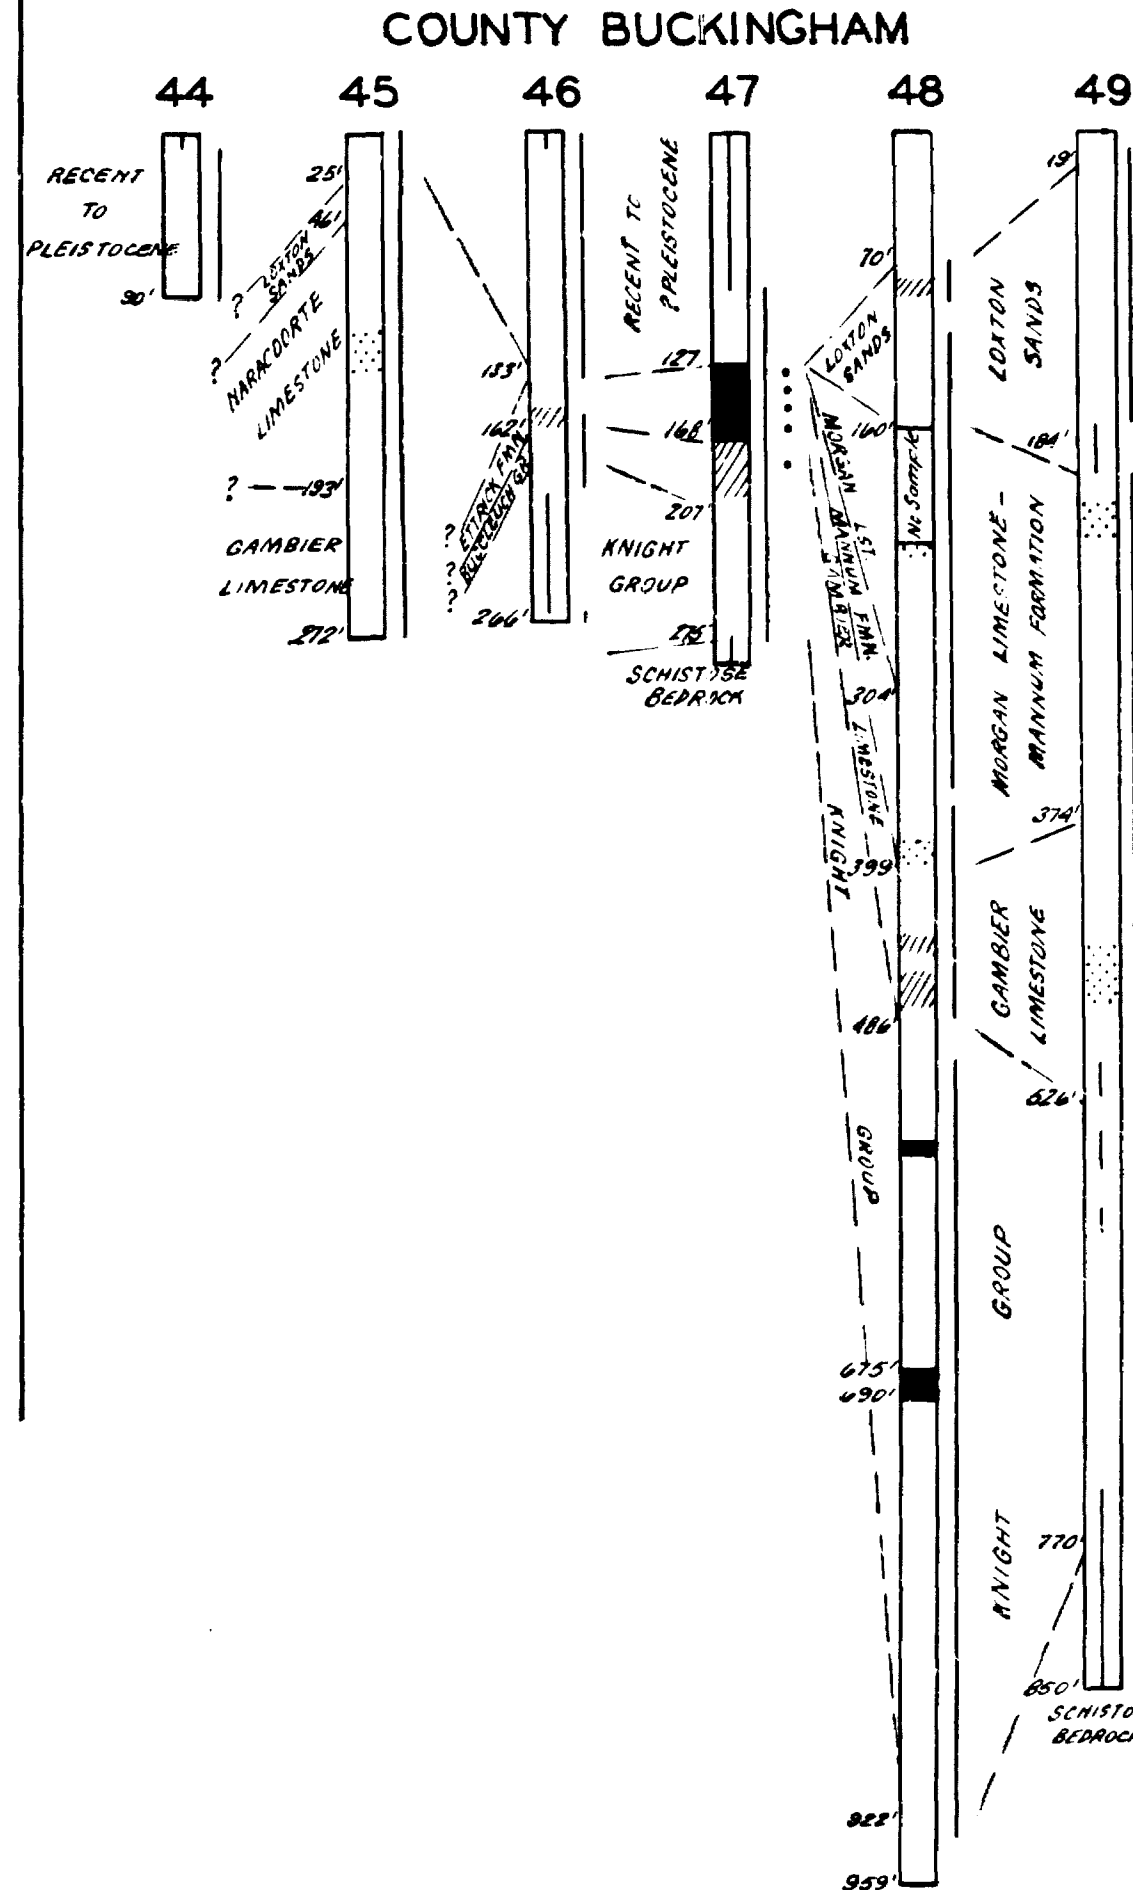 COUNTY BUCKINGHAM
44 45 46 47 48 49
RECENT
TO
PLEISTOCENE
90'
25'
46'
? LOXTON
SANDS
?
NARACOORTE
LIMESTONE
? 193'
GAMBIER
LIMESTONE
272'
133'
162'
? ETTRICK FMN
? BUCCLEUCH GP.
?
266'
RECENT TO
? PLEISTOCENE
127
168'
207'
KNIGHT
GROUP
275'
SCHISTOSE
BEDROCK
70'
LOXTON
SANDS
160'
No Sample
MORGAN LST.
MANNUM FMN.
304'
GAMBIER LIMESTONE
399'
486'
KNIGHT GROUP
675'
690'
922'
959'
19'
LOXTON
SANDS
184'
MORGAN LIMESTONE -
MANNUM FORMATION
374'
GAMBIER
LIMESTONE
526'
KNIGHT GROUP
770'
850'
SCHISTO
BEDROCK